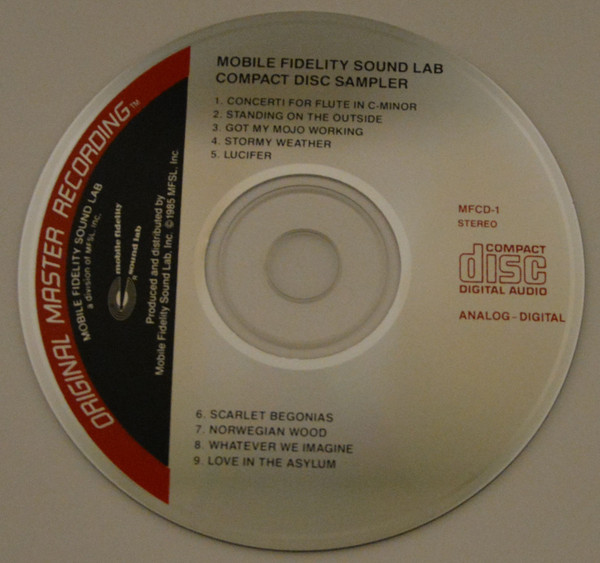 MOBILE FIDELITY SOUND LAB
COMPACT DISC SAMPLER
1. CONCERTI FOR FLUTE IN C-MINOR
2. STANDING ON THE OUTSIDE
3. GOT MY MOJO WORKING
4. STORMY WEATHER
5. LUCIFER
ORIGINAL MASTER RECORDING™
MOBILE FIDELITY SOUND LAB
a division of MFSL, Inc.
mobile fidelity
sound lab
Produced and distributed by
Mobile Fidelity Sound Lab, Inc. © 1985 MFSL, Inc
MFCD-1
STEREO
COMPACT
disc
DIGITAL AUDIO
ANALOG-DIGITAL
6. SCARLET BEGONIAS
7. NORWEGIAN WOOD
8. WHATEVER WE IMAGINE
9. LOVE IN THE ASYLUM